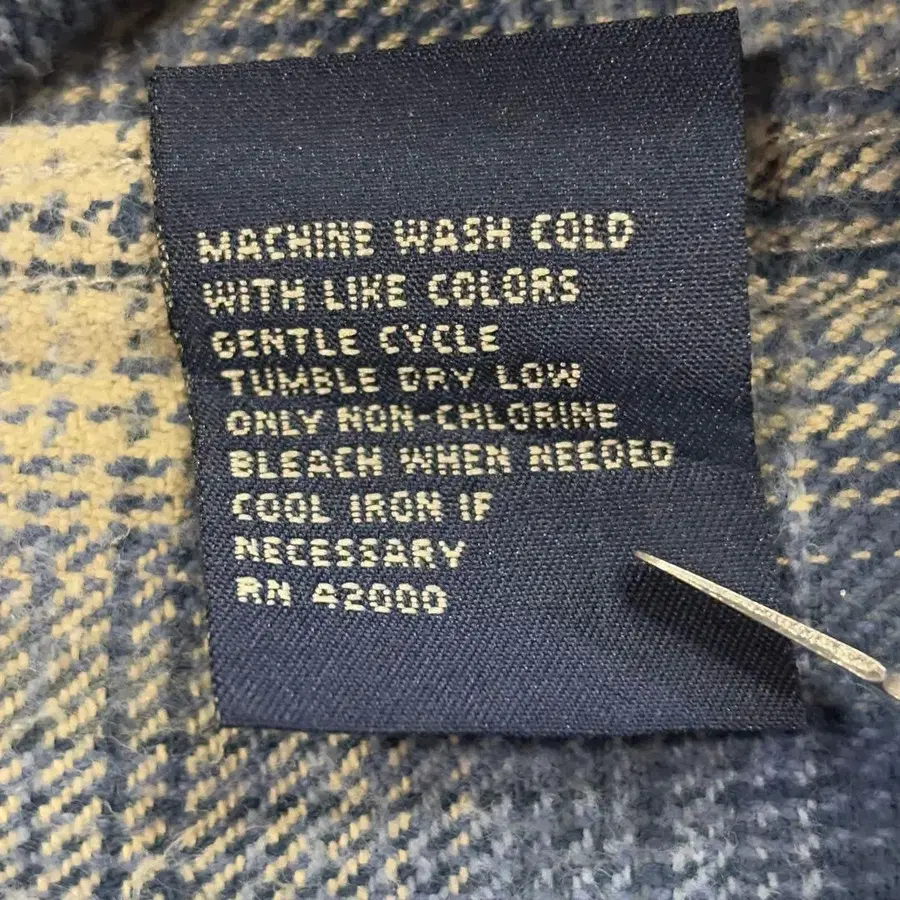 MACHINE WASH COLD
WITH LIKE COLORS
GENTLE CYCLE
TUMBLE DRY LOW
ONLY NON-CHLORINE
BLEACH WHEN NEEDED
COOL IRON IF
NECESSARY
RN 42000